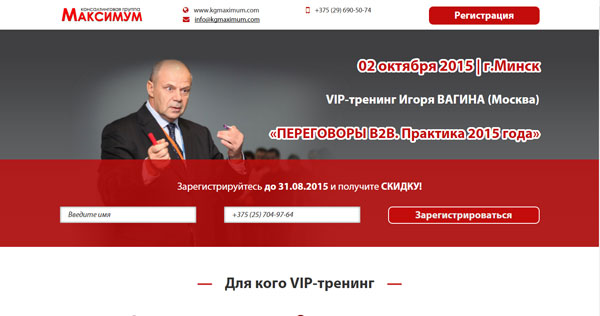 консалтинговая группа
Максимум
www.kgmaximum.com
info@kgmaximum.com
+375 (29) 690-50-74
Регистрация
02 октября 2015 | г.Минск
VIP-тренинг Игоря ВАГИНА (Москва)
«ПЕРЕГОВОРЫ B2B. Практика 2015 года»
Зарегистрируйтесь до 31.08.2015 и получите СКИДКУ!
Введите имя
+375 (25) 704-97-64
Зарегистрироваться
Для кого VIP-тренинг